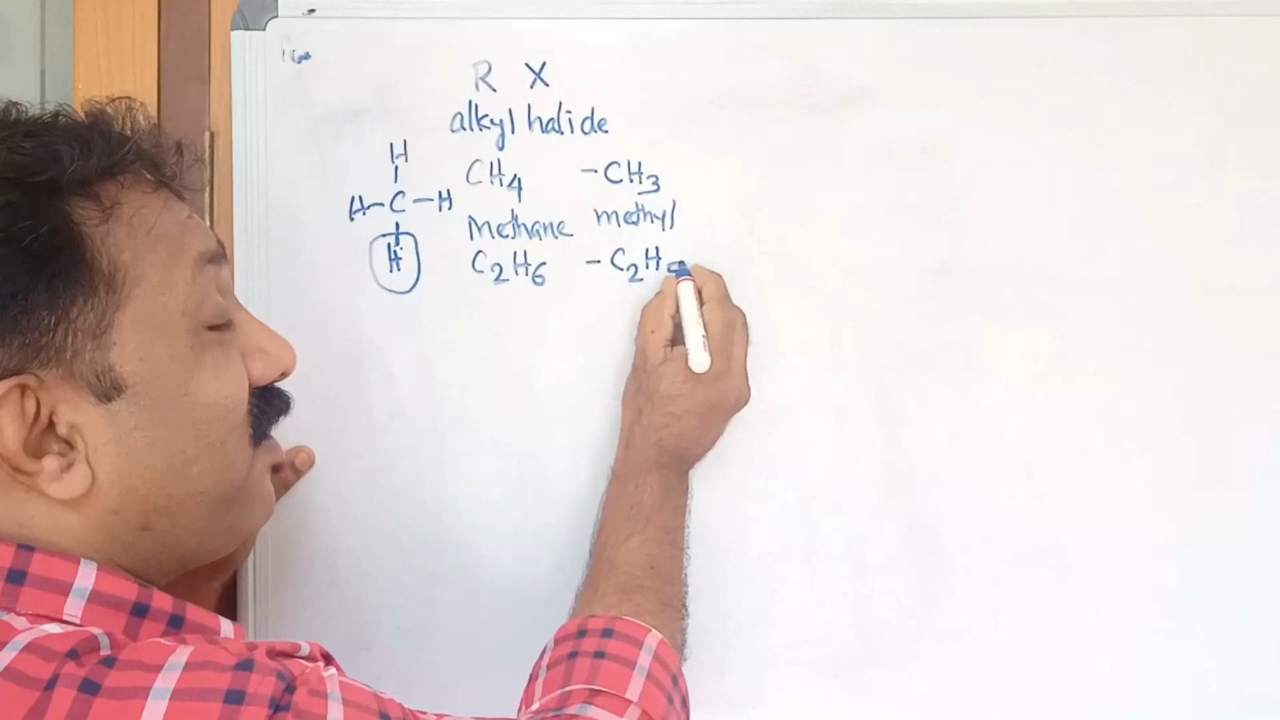 R X
alkyl halide
H
CH4 -CH3
H-C-H
Methane methyl
H
C2H6 -C2H